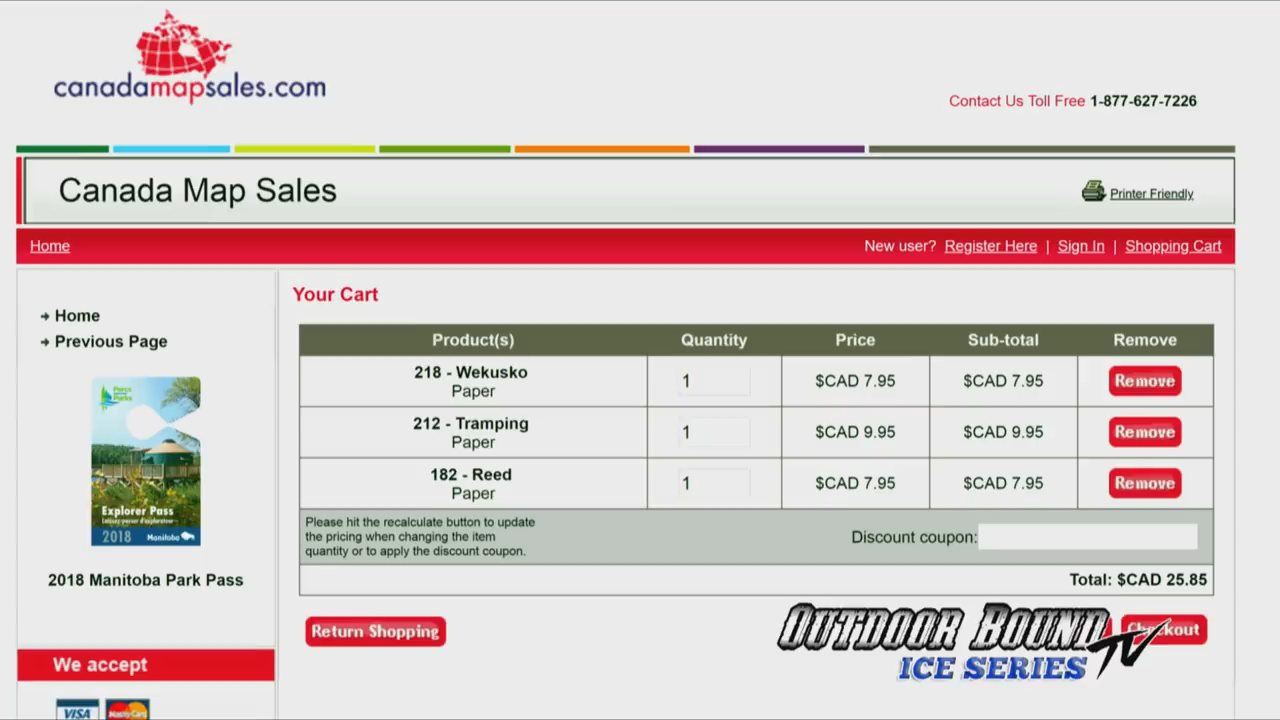 canadamapsales.com
Contact Us Toll Free 1-877-627-7226
Canada Map Sales
Printer Friendly
Home
New user? Register Here | Sign In | Shopping Cart
Home
Previous Page
Parcs
Parks
Explorer Pass
2018 Manitoba
2018 Manitoba Park Pass
We accept
VISA MasterCard
Your Cart
Product(s) Quantity Price Sub-total Remove
218 - Wekusko
Paper
1 $CAD 7.95 $CAD 7.95 Remove
212 - Tramping
Paper
1 $CAD 9.95 $CAD 9.95 Remove
182 - Reed
Paper
1 $CAD 7.95 $CAD 7.95 Remove
Please hit the recalculate button to update
the pricing when changing the item
quantity or to apply the discount coupon.
Discount coupon:
Total: $CAD 25.85
Return Shopping
Checkout
OUTDOOR BOUND TV
ICE SERIES